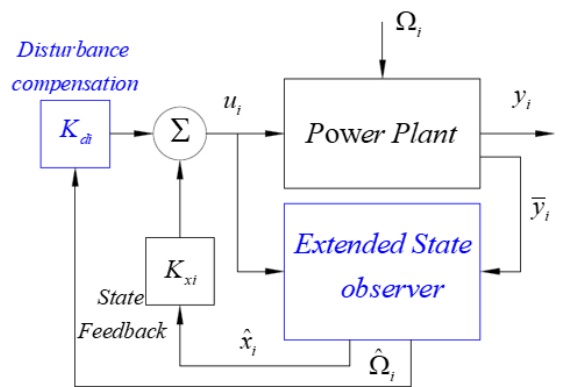 Ω_i
Disturbance
compensation
u_i
y_i
K_di
Σ
Power Plant
ȳ_i
Extended State
observer
K_xi
State
Feedback
x̂_i
Ω̂_i